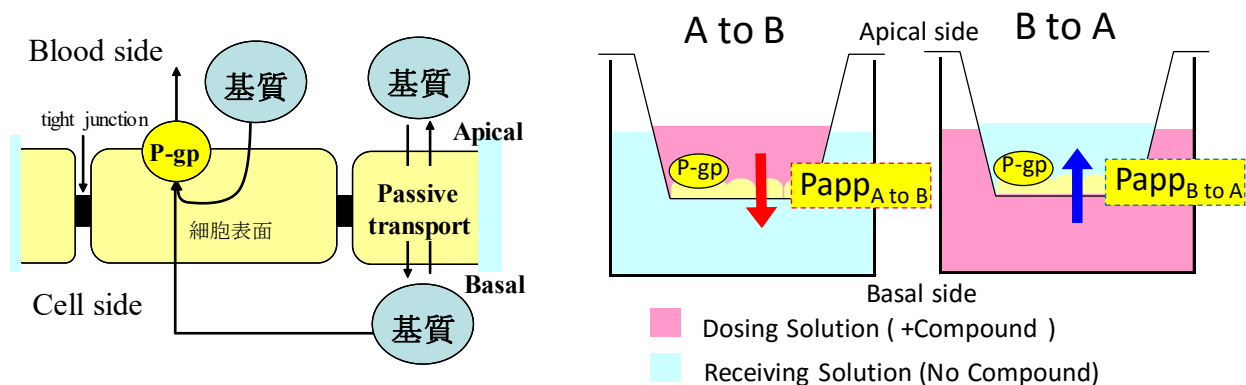 Blood side
基質
基質
tight junction
P-gp
Apical
Passive
transport
細胞表面
Basal
Cell side
基質
A to B
Apical side
B to A
P-gp
Papp A to B
P-gp
Papp B to A
Basal side
Dosing Solution ( +Compound )
Receiving Solution (No Compound)